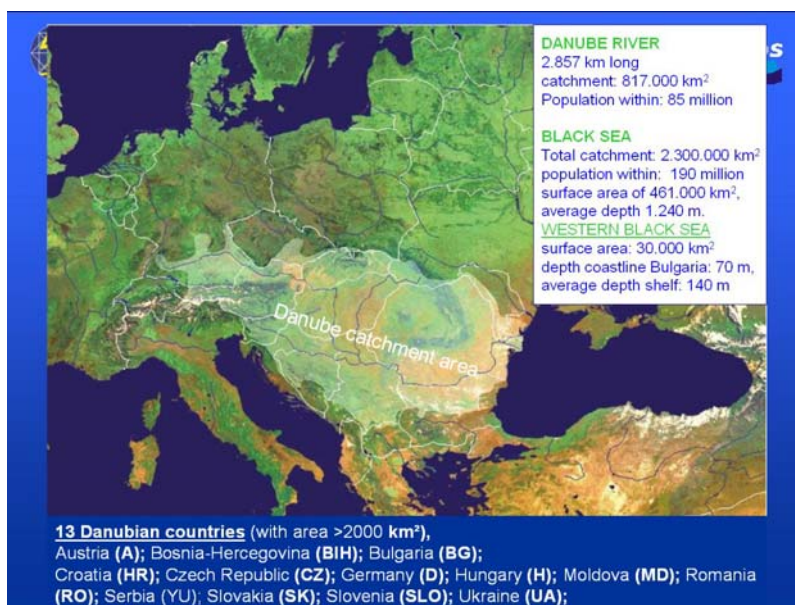 DANUBE RIVER
2.857 km long
catchment: 817.000 km²
Population within: 85 million
BLACK SEA
Total catchment: 2.300.000 km²
population within: 190 million
surface area of 461.000 km²,
average depth 1.240 m.
WESTERN BLACK SEA
surface area: 30.000 km²
depth coastline Bulgaria: 70 m,
average depth shelf: 140 m
Danube catchment area
13 Danubian countries (with area >2000 km²),
Austria (A); Bosnia-Hercegovina (BIH); Bulgaria (BG);
Croatia (HR); Czech Republic (CZ); Germany (D); Hungary (H); Moldova (MD); Romania
(RO); Serbia (YU); Slovakia (SK); Slovenia (SLO); Ukraine (UA);